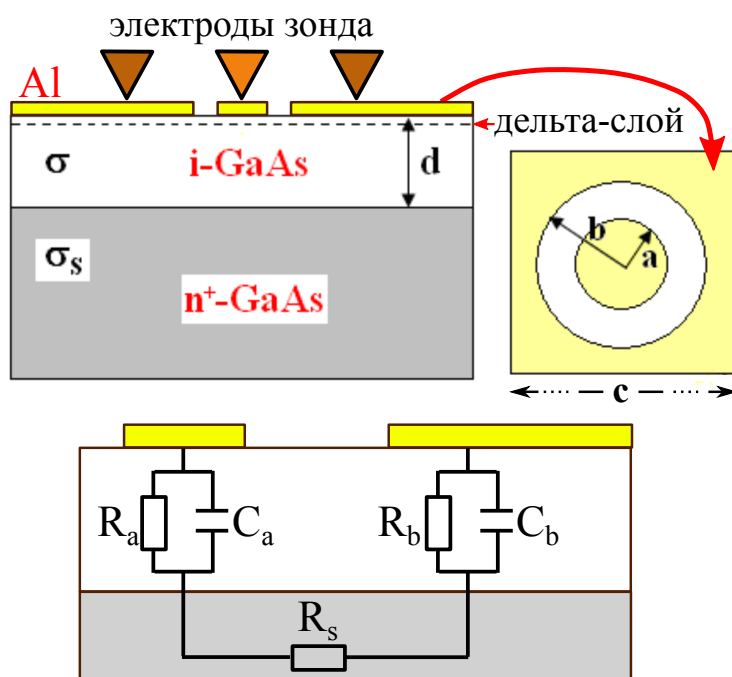 электроды зонда
Al
дельта-слой
σ
i-GaAs
d
b
a
σs
n⁺-GaAs
c
Ra
Ca
Rb
Cb
Rs